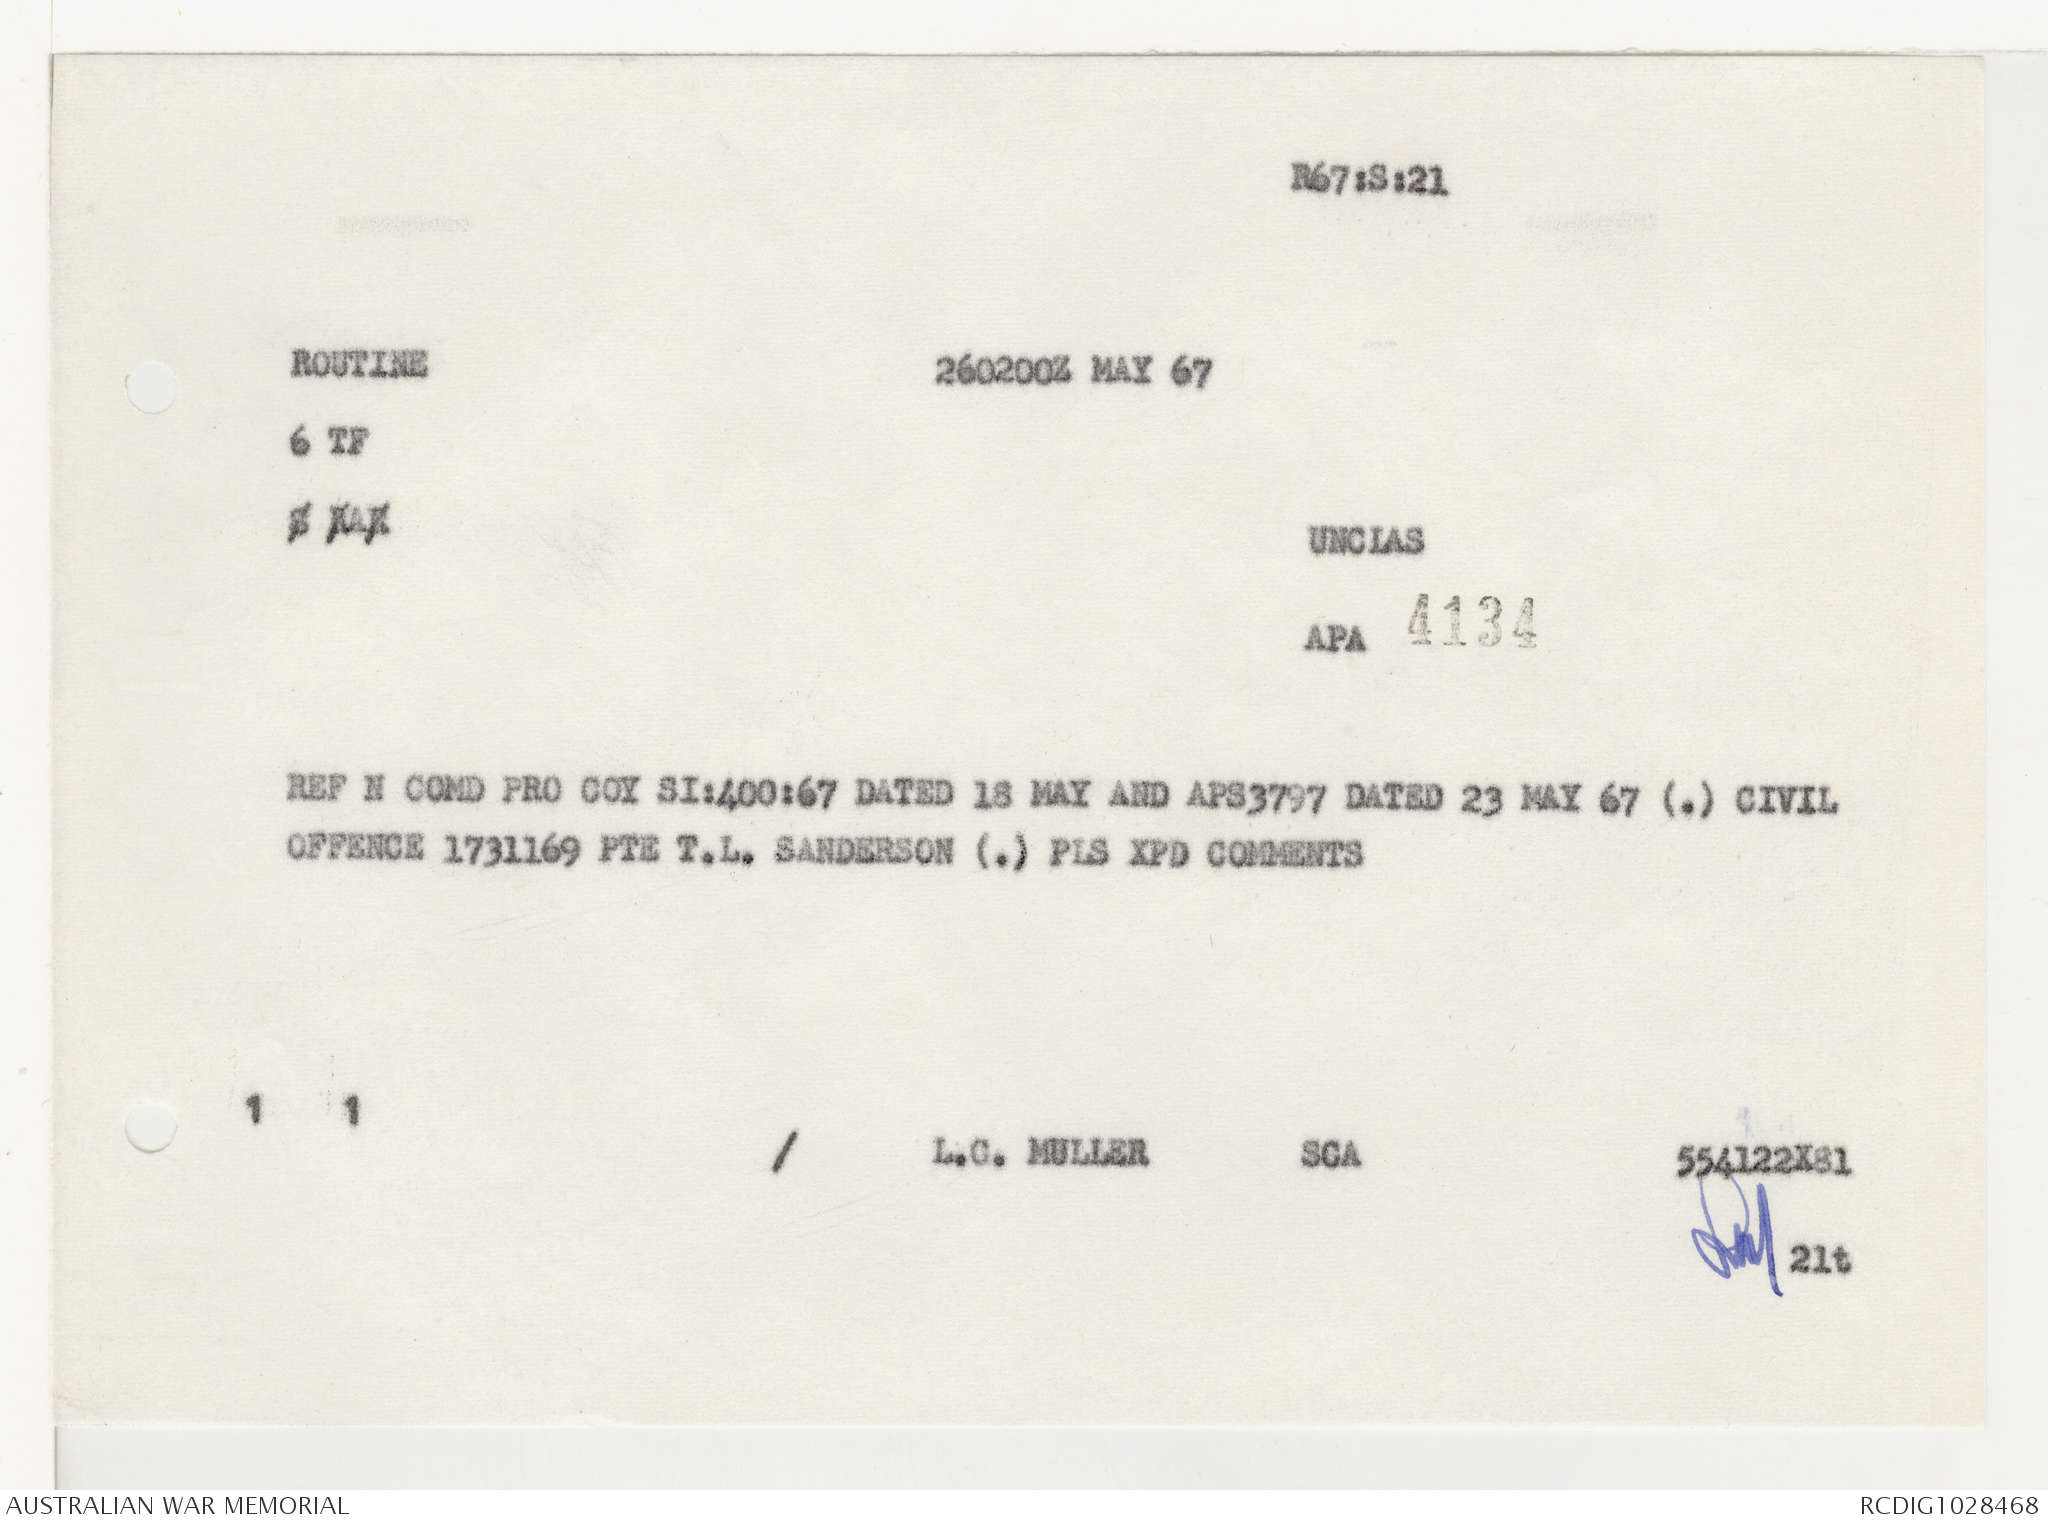 R67:S:21
ROUTINE 260200Z MAY 67
6 TF
UNCLAS
APA 4134
REF N COMD PRO COY SI:400:67 DATED 18 MAY AND APS3797 DATED 23 MAY 67 (.) CIVIL
OFFENCE 1731169 PTE T.L. SANDERSON (.) PLS XPD COMMENTS
1 1
/ L.C. MULLER SCA 554122X81
21t
AUSTRALIAN WAR MEMORIAL RCDIG1028468